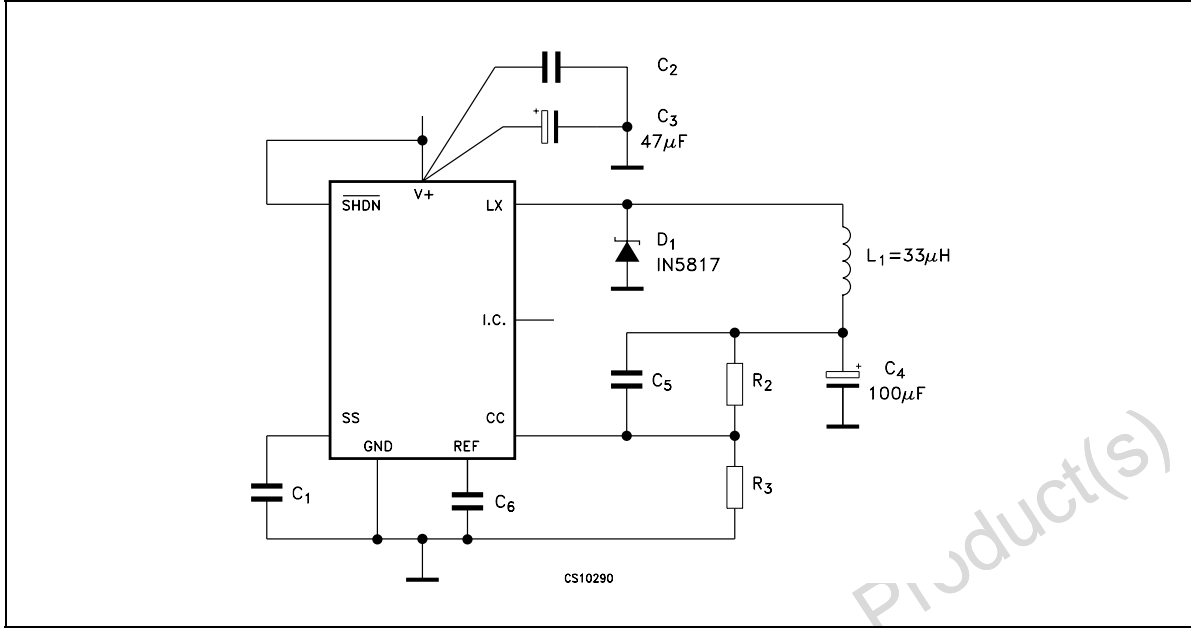 C2
C3
47μF
V+
SHDN
LX
D1
IN5817
L1=33μH
I.C.
C5
R2
C4
100μF
SS
CC
GND
REF
C1
C6
R3
CS10290
Product(s)